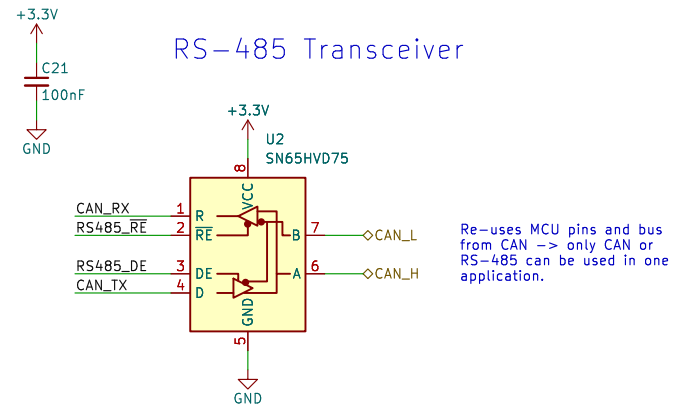 +3.3V
RS-485 Transceiver
C21
100nF
GND
+3.3V
U2
SN65HVD75
8
VCC
CAN_RX 1 R
RS485_RE 2 RE
B 7 CAN_L
RS485_DE 3 DE
A 6 CAN_H
CAN_TX 4 D
GND
5
GND
Re-uses MCU pins and bus
from CAN -> only CAN or
RS-485 can be used in one
application.